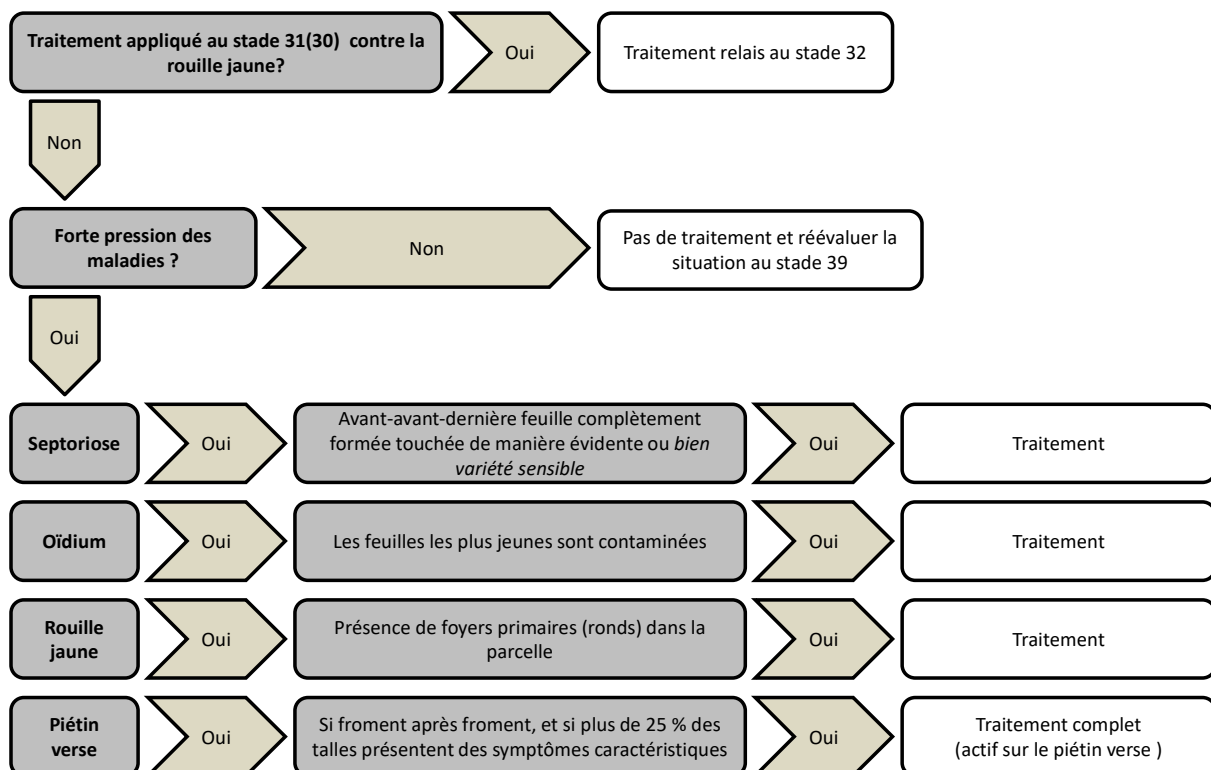 Traitement appliqué au stade 31(30) contre la
rouille jaune?
Oui
Traitement relais au stade 32
Non
Forte pression des
maladies ?
Non
Pas de traitement et réévaluer la
situation au stade 39
Oui
Septoriose
Oui
Avant-avant-dernière feuille complètement
formée touchée de manière évidente ou bien
variété sensible
Oui
Traitement
Oïdium
Oui
Les feuilles les plus jeunes sont contaminées
Oui
Traitement
Rouille
jaune
Oui
Présence de foyers primaires (ronds) dans la
parcelle
Oui
Traitement
Piétin
verse
Oui
Si froment après froment, et si plus de 25 % des
talles présentent des symptômes caractéristiques
Oui
Traitement complet
(actif sur le piétin verse )